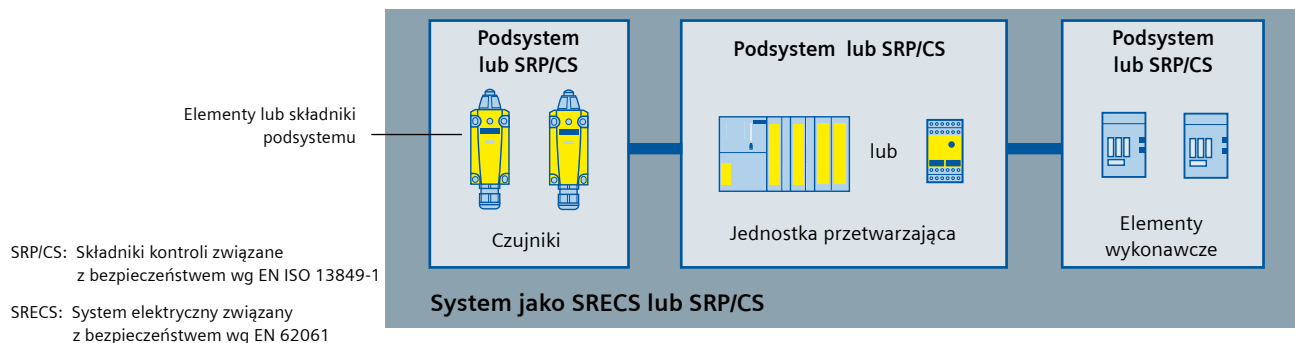 Podsystem
lub SRP/CS
Podsystem lub SRP/CS
Podsystem
lub SRP/CS
Elementy lub składniki
podsystemu
lub
Czujniki
Jednostka przetwarzająca
Elementy
wykonawcze
SRP/CS: Składniki kontroli związane
z bezpieczeństwem wg EN ISO 13849-1
SRECS: System elektryczny związany
z bezpieczeństwem wg EN 62061
System jako SRECS lub SRP/CS